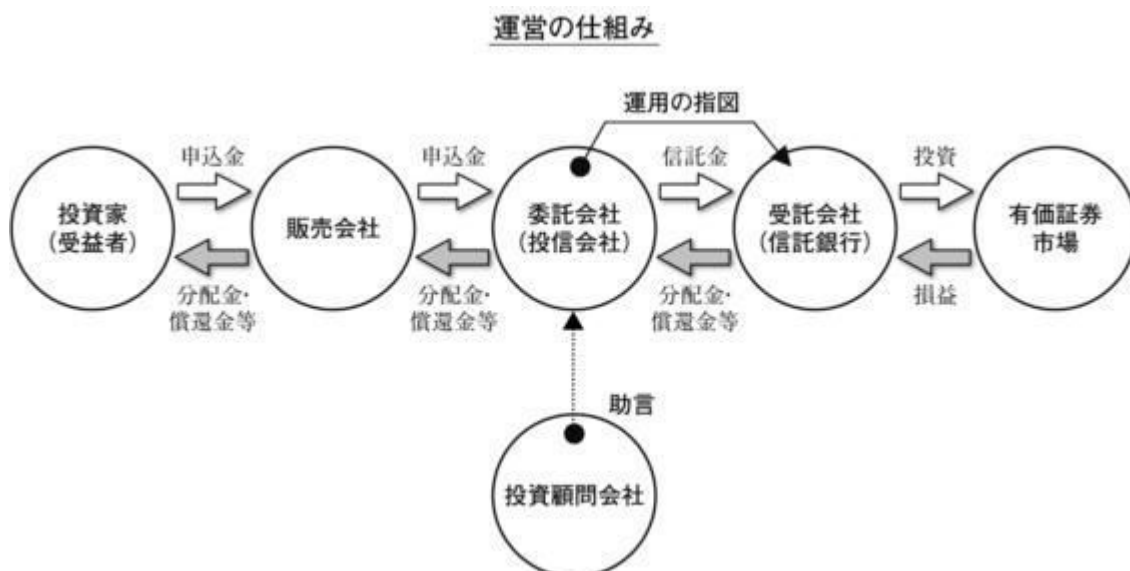 運営の仕組み
運用の指図
申込金
申込金
信託金
投資
投資家
（受益者）
販売会社
委託会社
（投信会社）
受託会社
（信託銀行）
有価証券
市場
分配金・
償還金等
分配金・
償還金等
分配金・
償還金等
損益
助言
投資顧問会社